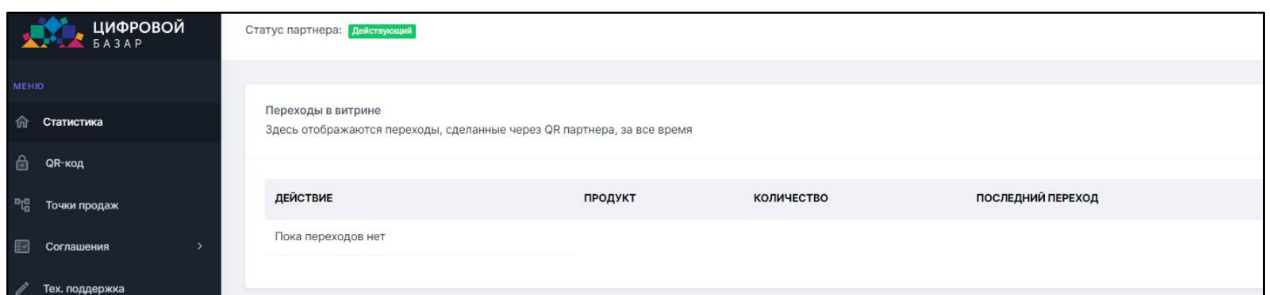 ЦИФРОВОЙ
БАЗАР
Статус партнера: Действующий
МЕНЮ
Статистика
QR-код
Точки продаж
Соглашения
Тех. поддержка
Переходы в витрине
Здесь отображаются переходы, сделанные через QR партнера, за все время
ДЕЙСТВИЕ ПРОДУКТ КОЛИЧЕСТВО ПОСЛЕДНИЙ ПЕРЕХОД
Пока переходов нет